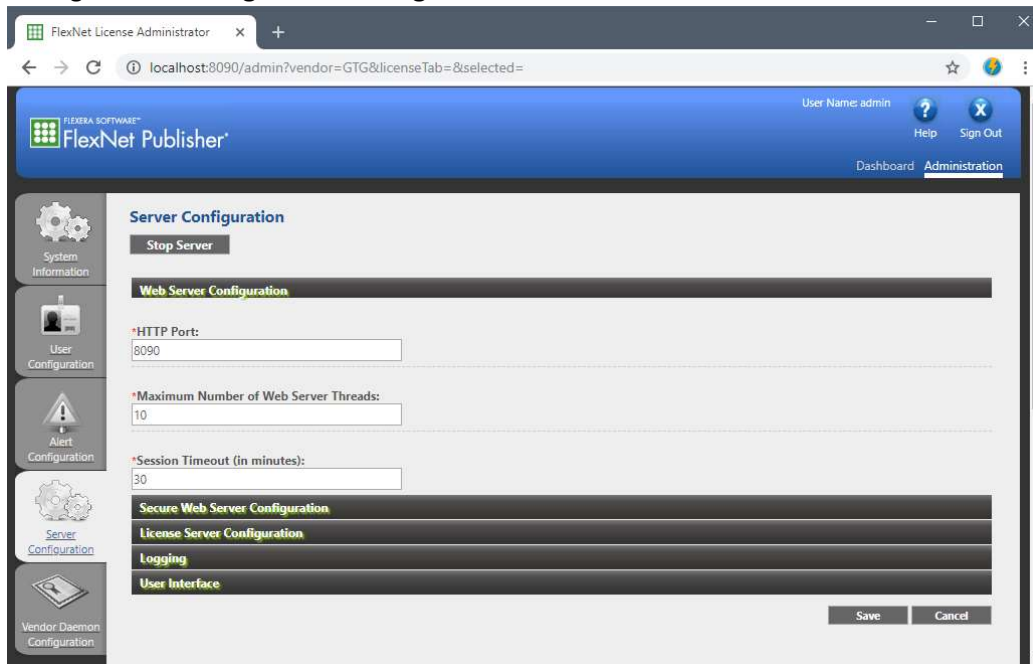 FlexNet License Administrator
localhost:8090/admin?vendor=GTG&licenseTab=&selected=
User Name: admin
FLEXERA SOFTWARE™
FlexNet Publisher®
Help Sign Out
Dashboard Administration
System
Information
User
Configuration
Alert
Configuration
Server
Configuration
Vendor Daemon
Configuration
Server Configuration
Stop Server
Web Server Configuration
*HTTP Port:
8090
*Maximum Number of Web Server Threads:
10
*Session Timeout (in minutes):
30
Secure Web Server Configuration
License Server Configuration
Logging
User Interface
Save Cancel